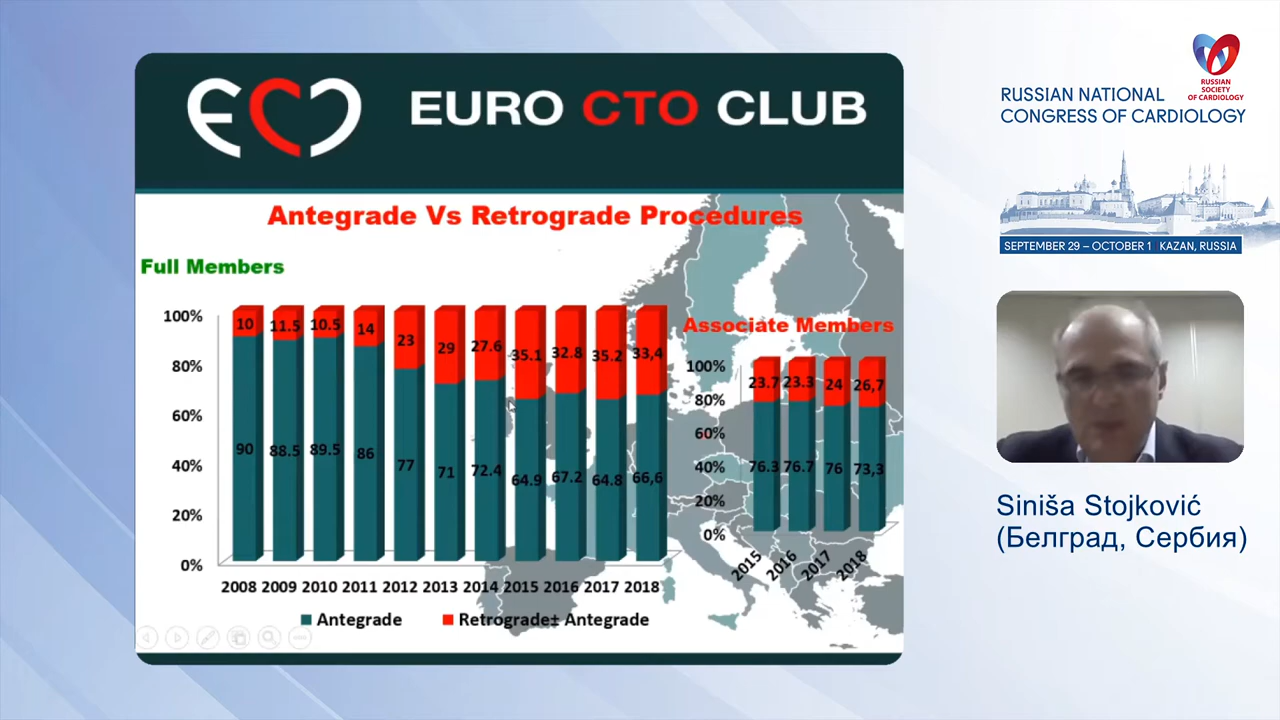 ECC
EURO CTO CLUB
Antegrade Vs Retrograde Procedures
Full Members
100%
80%
60%
40%
20%
0%
10 11.5 10.5 14 23 29 27.6 35.1 32.8 35.2 33,4
90 88.5 89.5 86 77 71 72.4 64.9 67.2 64.8 66,6
2008 2009 2010 2011 2012 2013 2014 2015 2016 2017 2018
Antegrade Retrograde± Antegrade
Associate Members
100%
80%
60%
40%
20%
0%
23.7 23.3 24 26,7
76.3 76.7 76 73,3
2015 2016 2017 2018
RUSSIAN
SOCIETY
OF CARDIOLOGY
RUSSIAN NATIONAL
CONGRESS OF CARDIOLOGY
SEPTEMBER 29 – OCTOBER 1 | KAZAN, RUSSIA
Siniša Stojković
(Белград, Сербия)